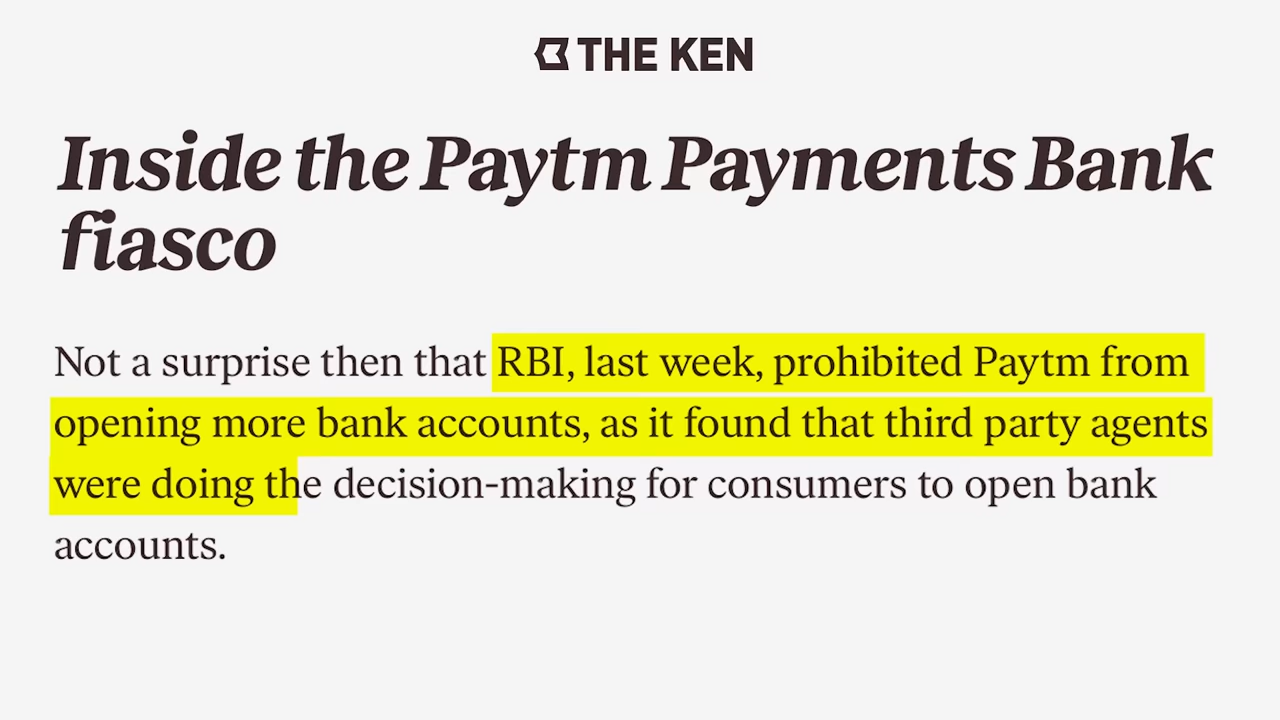 THE KEN
Inside the Paytm Payments Bank
fiasco
Not a surprise then that RBI, last week, prohibited Paytm from
opening more bank accounts, as it found that third party agents
were doing the decision-making for consumers to open bank
accounts.